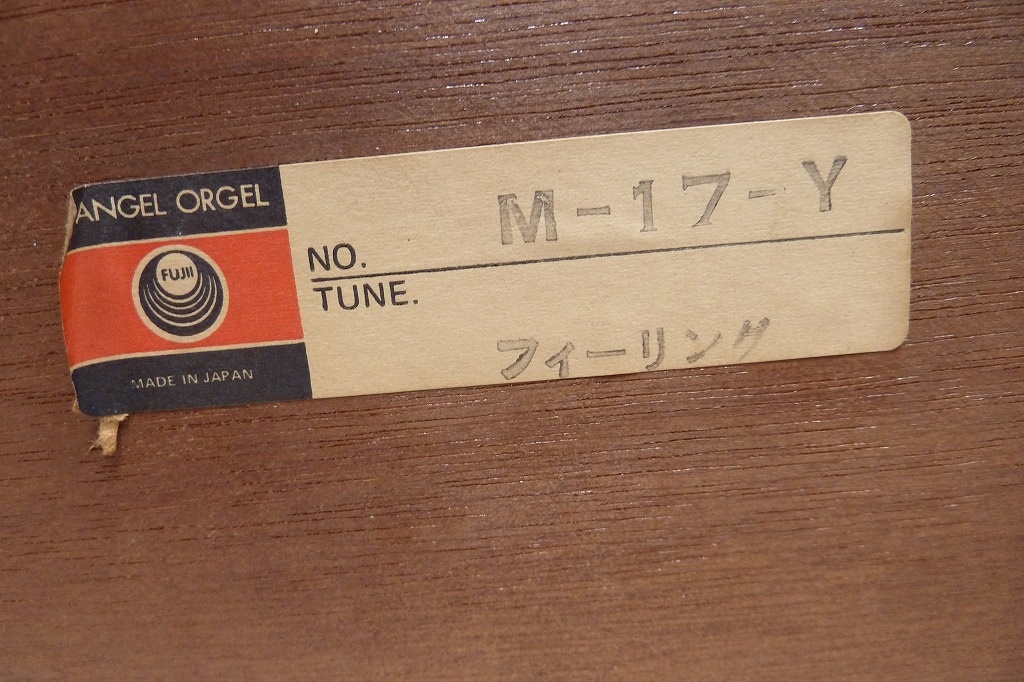 ANGEL ORGEL
FUJII
MADE IN JAPAN
NO. M-17-Y
TUNE.
フィーリング